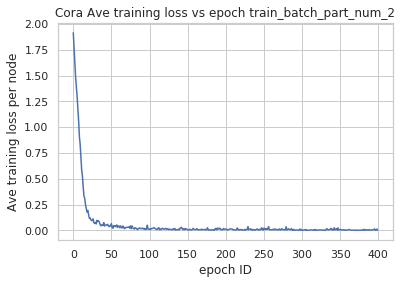 Cora Ave training loss vs epoch train_batch_part_num_2
Ave training loss per node
2.00
1.75
1.50
1.25
1.00
0.75
0.50
0.25
0.00
0 50 100 150 200 250 300 350 400
epoch ID